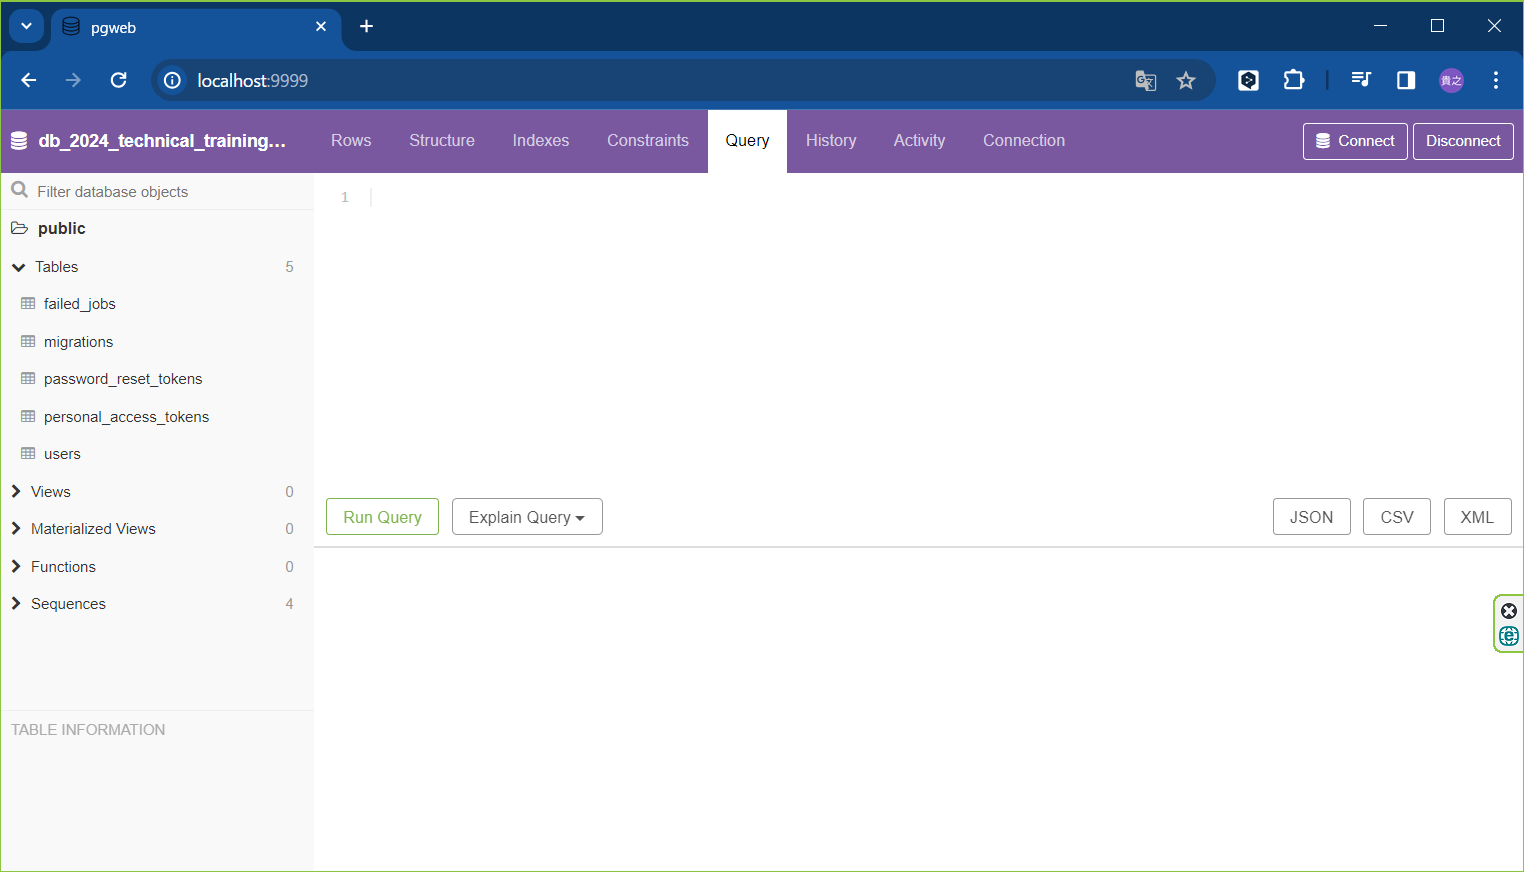 pgweb
localhost:9999
貴之
db_2024_technical_training...
Rows Structure Indexes Constraints Query History Activity Connection
Connect Disconnect
Filter database objects
1
public
Tables 5
failed_jobs
migrations
password_reset_tokens
personal_access_tokens
users
Views 0
Materialized Views 0
Functions 0
Sequences 4
Run Query Explain Query JSON CSV XML
TABLE INFORMATION